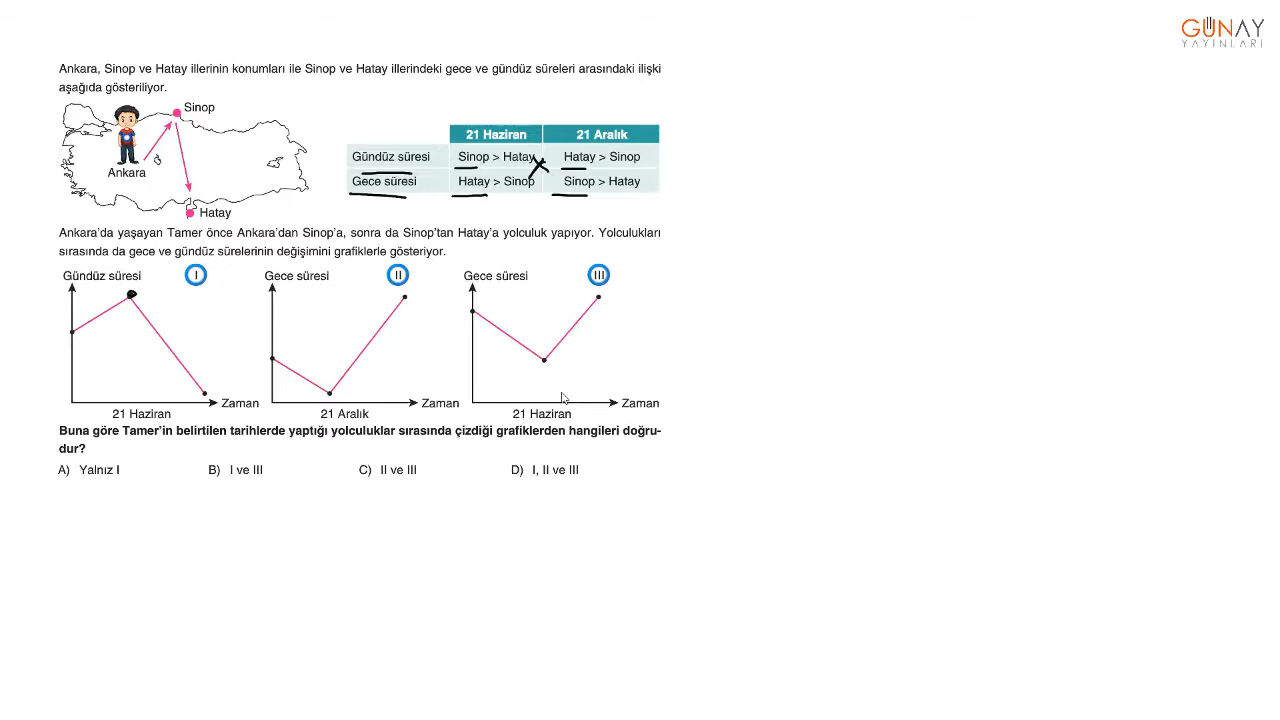 GÜNAY
YAYINLARI
Ankara, Sinop ve Hatay illerinin konumları ile Sinop ve Hatay illerindeki gece ve gündüz süreleri arasındaki ilişki
aşağıda gösteriliyor.
Sinop
Ankara
Hatay
21 Haziran 21 Aralık
Gündüz süresi Sinop > Hatay Hatay > Sinop
Gece süresi Hatay > Sinop Sinop > Hatay
Ankara'da yaşayan Tamer önce Ankara'dan Sinop'a, sonra da Sinop'tan Hatay'a yolculuk yapıyor. Yolculukları
sırasında da gece ve gündüz sürelerinin değişimini grafiklerle gösteriyor.
Gündüz süresi I Gece süresi II Gece süresi III
Zaman Zaman Zaman
21 Haziran 21 Aralık 21 Haziran
Buna göre Tamer'in belirtilen tarihlerde yaptığı yolculuklar sırasında çizdiği grafiklerden hangileri doğru-
dur?
A) Yalnız I B) I ve III C) II ve III D) I, II ve III